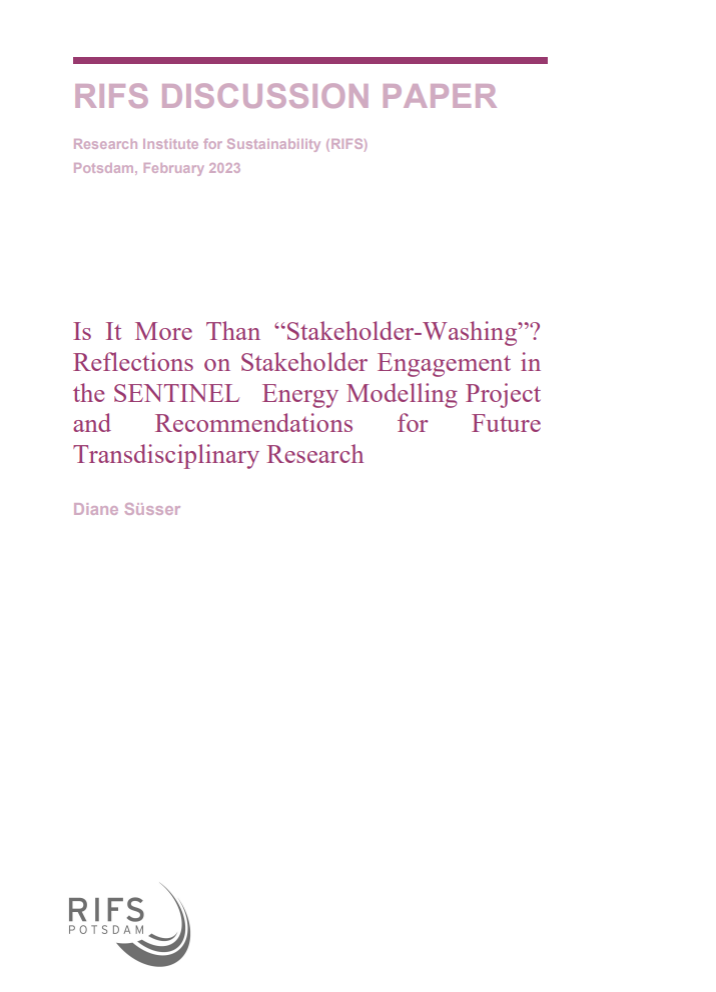 RIFS DISCUSSION PAPER
Research Institute for Sustainability (RIFS)
Potsdam, February 2023
Is It More Than “Stakeholder-Washing”?
Reflections on Stakeholder Engagement in
the SENTINEL Energy Modelling Project
and Recommendations for Future
Transdisciplinary Research
Diane Süsser
RIFS
POTSDAM